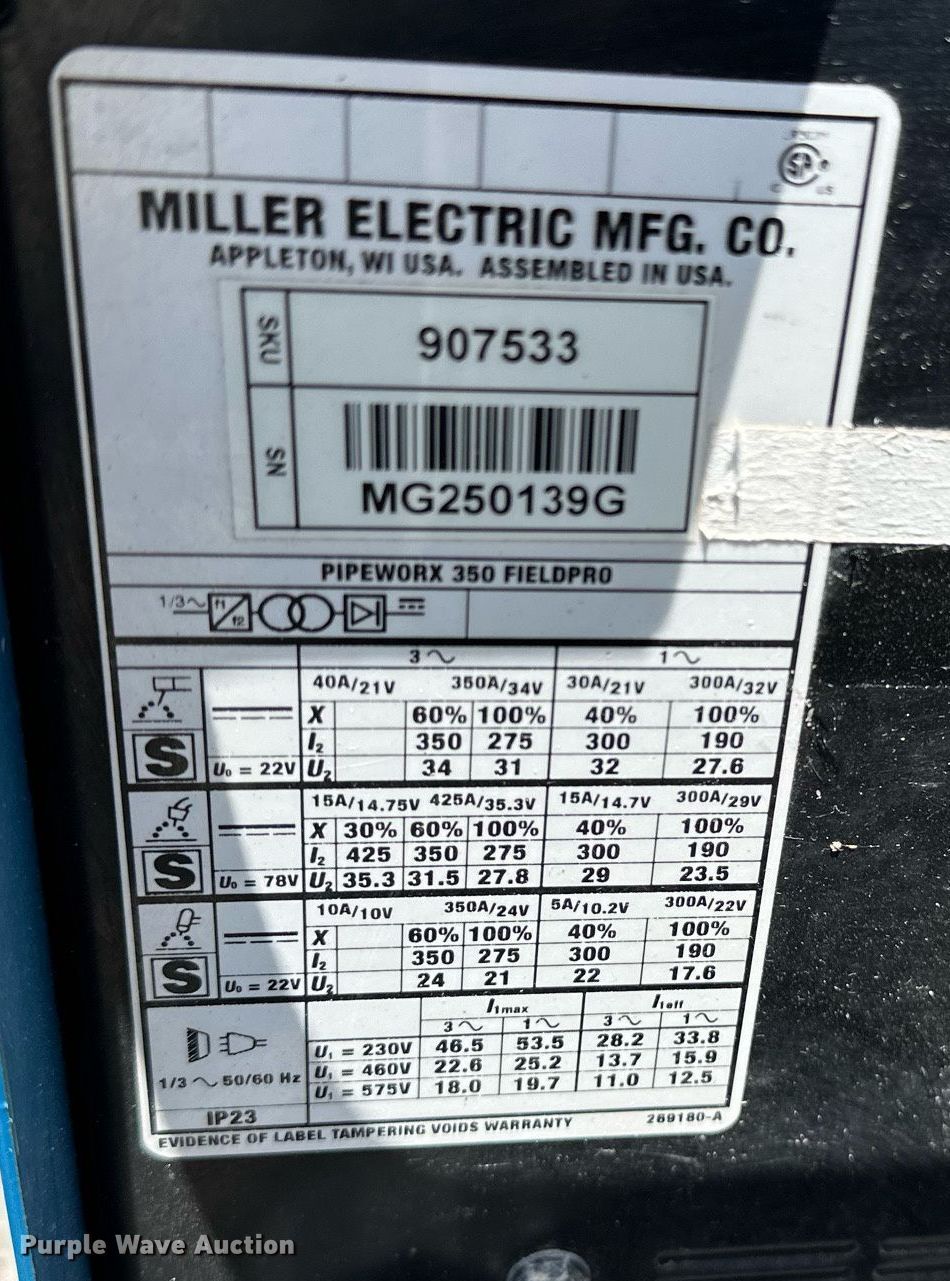 SA
C US
MILLER ELECTRIC MFG. CO.
APPLETON, WI USA. ASSEMBLED IN USA.
SKU 907533
SN MG250139G
PIPEWORX 350 FIELDPRO
1/3~ f1 f2
3~ 1~
40A/21V 350A/34V 30A/21V 300A/32V
X 60% 100% 40% 100%
I2 350 275 300 190
S U0 = 22V U2 34 31 32 27.6
15A/14.75V 425A/35.3V 15A/14.7V 300A/29V
X 30% 60% 100% 40% 100%
I2 425 350 275 300 190
S U0 = 78V U2 35.3 31.5 27.8 29 23.5
10A/10V 350A/24V 5A/10.2V 300A/22V
X 60% 100% 40% 100%
I2 350 275 300 190
S U0 = 22V U2 24 21 22 17.6
I1max I1eff
3~ 1~ 3~ 1~
U1 = 230V 46.5 53.5 28.2 33.8
U1 = 460V 22.6 25.2 13.7 15.9
1/3 ~ 50/60 Hz U1 = 575V 18.0 19.7 11.0 12.5
IP23
EVIDENCE OF LABEL TAMPERING VOIDS WARRANTY 269180-A
Purple Wave Auction